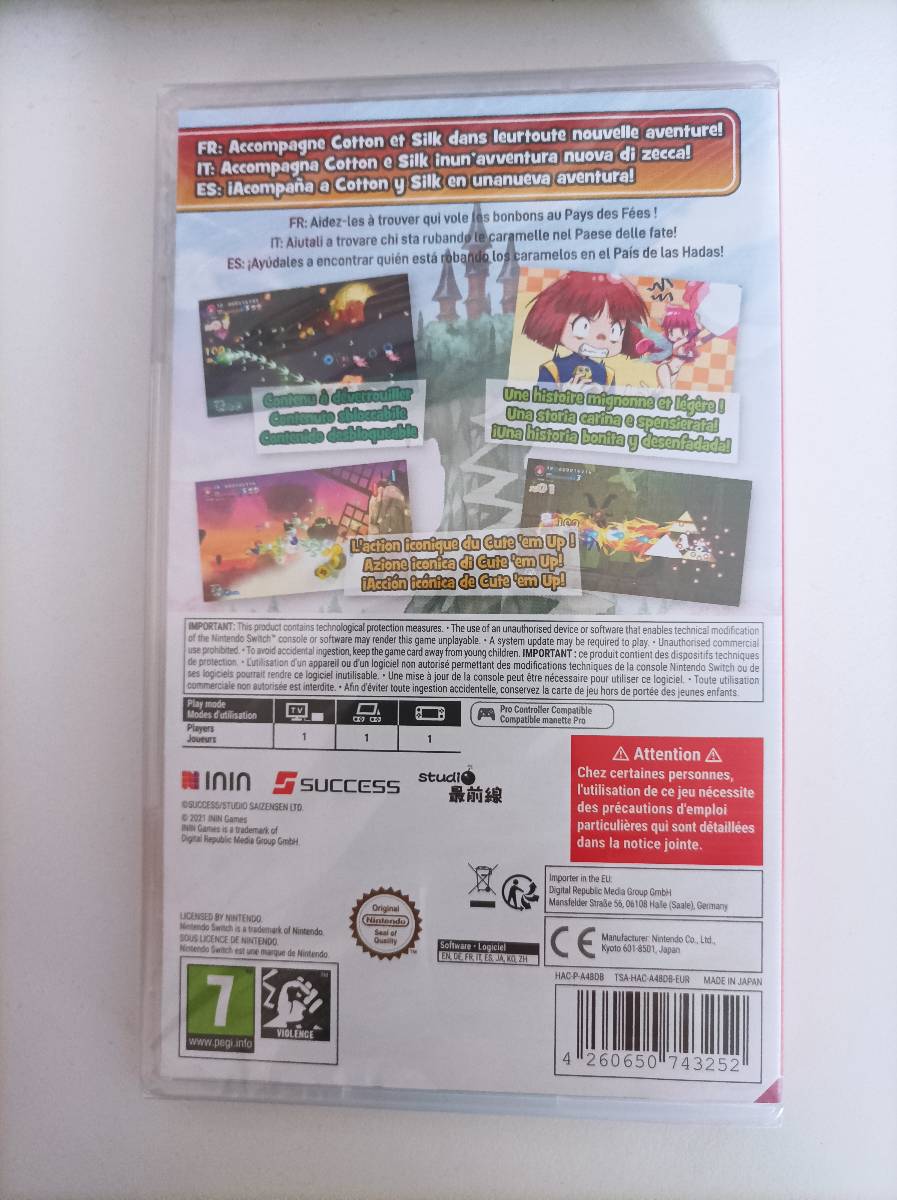 FR: Accompagne Cotton et Silk dans leurtoute nouvelle aventure!
IT: Accompagna Cotton e Silk inun'avventura nuova di zecca!
ES: ¡Acompaña a Cotton y Silk en unanueva aventura!
FR: Aidez-les à trouver qui vole les bonbons au Pays des Fées !
IT: Aiutali a trovare chi sta rubando le caramelle nel Paese delle fate!
ES: ¡Ayúdales a encontrar quién está robando los caramelos en el País de las Hadas!
Contenu à déverrouiller
Contenuto sbloccabile
Contenido desbloqueable
Une histoire mignonne et légère !
Una storia carina e spensierata!
¡Una historia bonita y desenfadada!
L'action iconique du Cute 'em Up !
Azione iconica di Cute 'em Up!
¡Acción icónica de Cute 'em Up!
IMPORTANT: This product contains technological protection measures. • The use of an unauthorised device or software that enables technical modification
of the Nintendo Switch™ console or software may render this game unplayable. • A system update may be required to play. • Unauthorised commercial
use prohibited. • To avoid accidental ingestion, keep the game card away from young children. IMPORTANT : ce produit contient des dispositifs techniques
de protection. • L'utilisation d'un appareil ou d'un logiciel non autorisé permettant des modifications techniques de la console Nintendo Switch ou de
ses logiciels pourrait rendre ce logiciel inutilisable. • Une mise à jour de la console peut être nécessaire pour utiliser ce logiciel. • Toute utilisation
commerciale non autorisée est interdite. • Afin d'éviter toute ingestion accidentelle, conservez la carte de jeu hors de portée des jeunes enfants.
Play mode
Modes d'utilisation
TV
Players
Joueurs
1
1
1
Pro Controller Compatible
Compatible manette Pro
ININ
SUCCESS
studio
最前線
©SUCCESS/STUDIO SAIZENSEN LTD.
© 2021 ININ Games
ININ Games is a trademark of
Digital Republic Media Group GmbH.
Attention
Chez certaines personnes,
l'utilisation de ce jeu nécessite
des précautions d'emploi
particulières qui sont détaillées
dans la notice jointe.
Importer in the EU:
Digital Republic Media Group GmbH
Mansfelder Straße 56, 06108 Halle (Saale), Germany
LICENSED BY NINTENDO.
Nintendo Switch is a trademark of Nintendo.
SOUS LICENCE DE NINTENDO.
Nintendo Switch est une marque de Nintendo.
Original
Nintendo
Seal of
Quality
™
Software • Logiciel
EN, DE, FR, IT, ES, JA, KO, ZH
CE
Manufacturer: Nintendo Co., Ltd.,
Kyoto 601-8501, Japan
HAC-P-A48DB TSA-HAC-A48DB-EUR MADE IN JAPAN
7
www.pegi.info
VIOLENCE
4 260650 743252